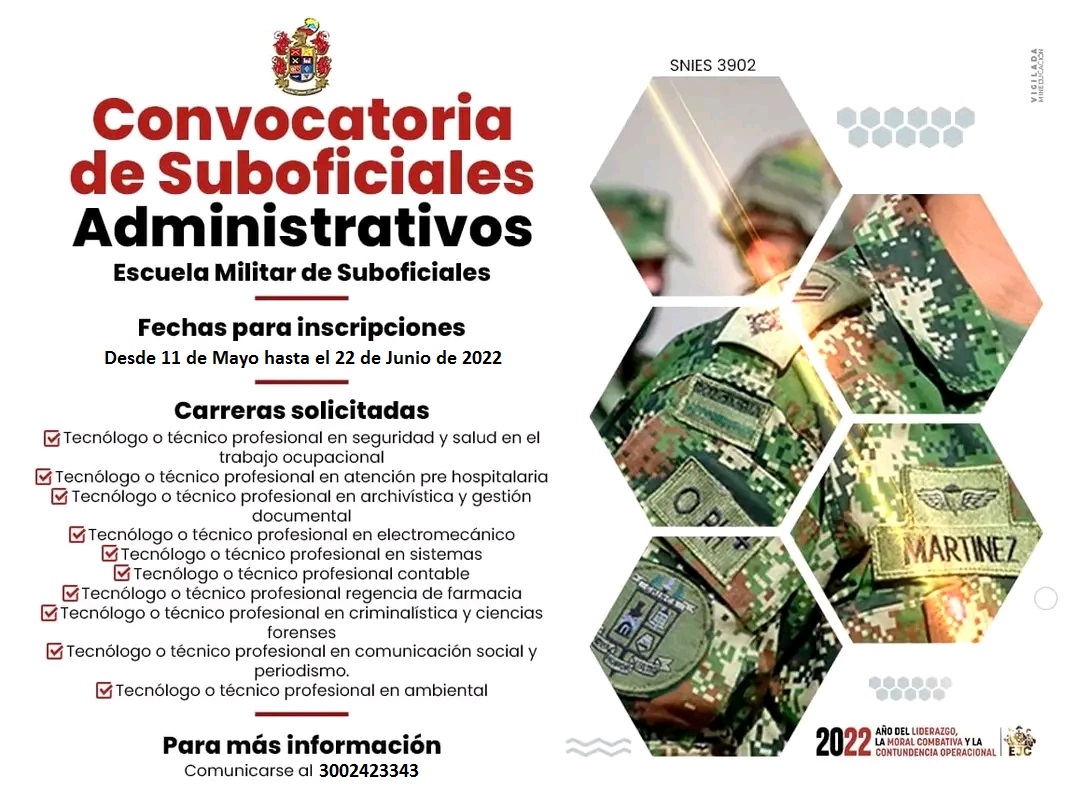 Convocatoria
de Suboficiales
Administrativos
Escuela Militar de Suboficiales
Fechas para inscripciones
Desde 11 de Mayo hasta el 22 de Junio de 2022
Carreras solicitadas
Tecnólogo o técnico profesional en seguridad y salud en el
trabajo ocupacional
Tecnólogo o técnico profesional en atención pre hospitalaria
Tecnólogo o técnico profesional en archivística y gestión
documental
Tecnólogo o técnico profesional en electromecánico
Tecnólogo o técnico profesional en sistemas
Tecnólogo o técnico profesional contable
Tecnólogo o técnico profesional regencia de farmacia
Tecnólogo o técnico profesional en criminalística y ciencias
forenses
Tecnólogo o técnico profesional en comunicación social y
periodismo.
Tecnólogo o técnico profesional en ambiental
Para más información
Comunicarse al 3002423343
SNIES 3902
VIGILADA
MINEDUCACIÓN
MARTINEZ
2022
AÑO DEL LIDERAZGO,
LA MORAL COMBATIVA Y LA
CONTUNDENCIA OPERACIONAL
EJC